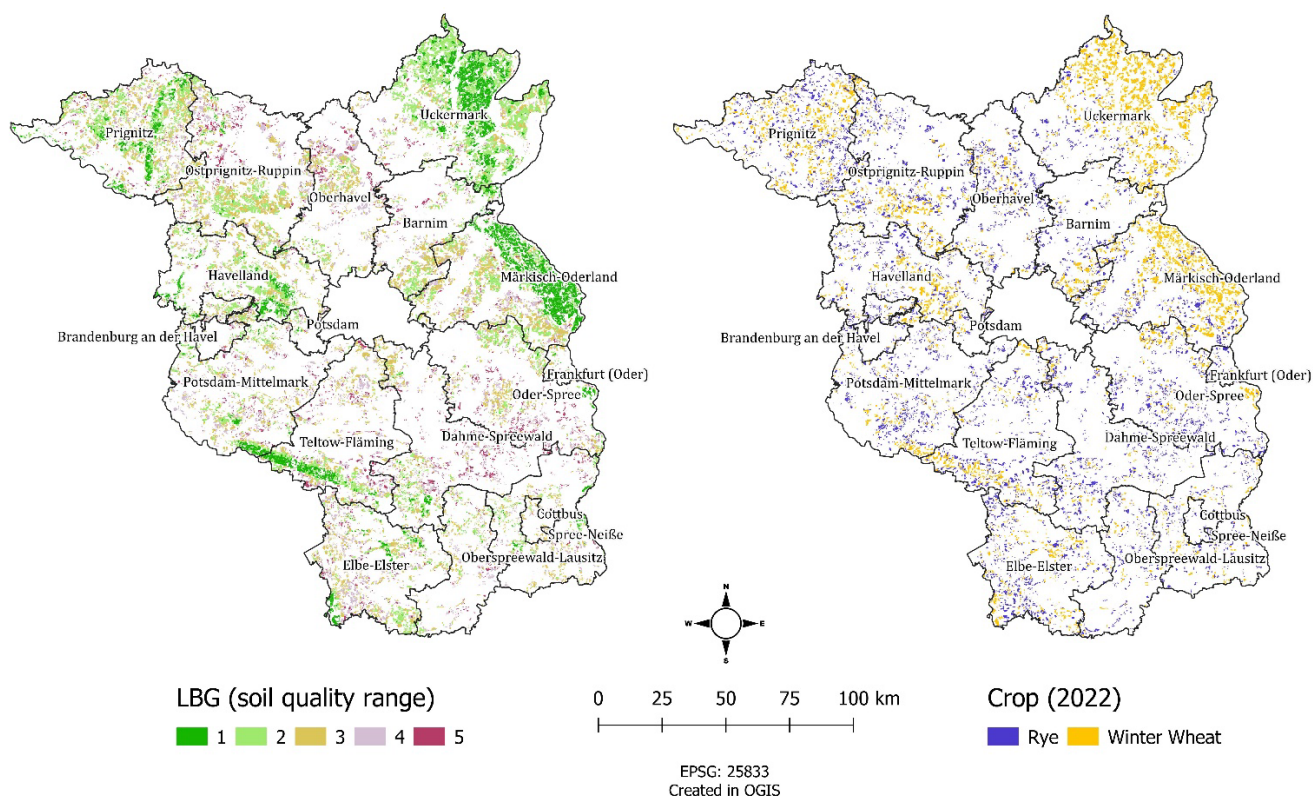 Uckermark
Prignitz
Ostprignitz-Ruppin
Oberhavel
Barnim
Havelland
Märkisch-Oderland
Potsdam
Brandenburg an der Havel
Frankfurt (Oder)
Potsdam-Mittelmark
Oder-Spree
Teltow-Fläming
Dahme-Spreewald
Cottbus
Spree-Neiße
Elbe-Elster
Oberspreewald-Lausitz
Uckermark
Prignitz
Ostprignitz-Ruppin
Oberhavel
Barnim
Havelland
Märkisch-Oderland
Potsdam
Brandenburg an der Havel
Frankfurt (Oder)
Potsdam-Mittelmark
Oder-Spree
Teltow-Fläming
Dahme-Spreewald
Cottbus
Spree-Neiße
Elbe-Elster
Oberspreewald-Lausitz
N
W E
S
LBG (soil quality range)
1 2 3 4 5
0 25 50 75 100 km
Crop (2022)
Rye Winter Wheat
EPSG: 25833
Created in QGIS